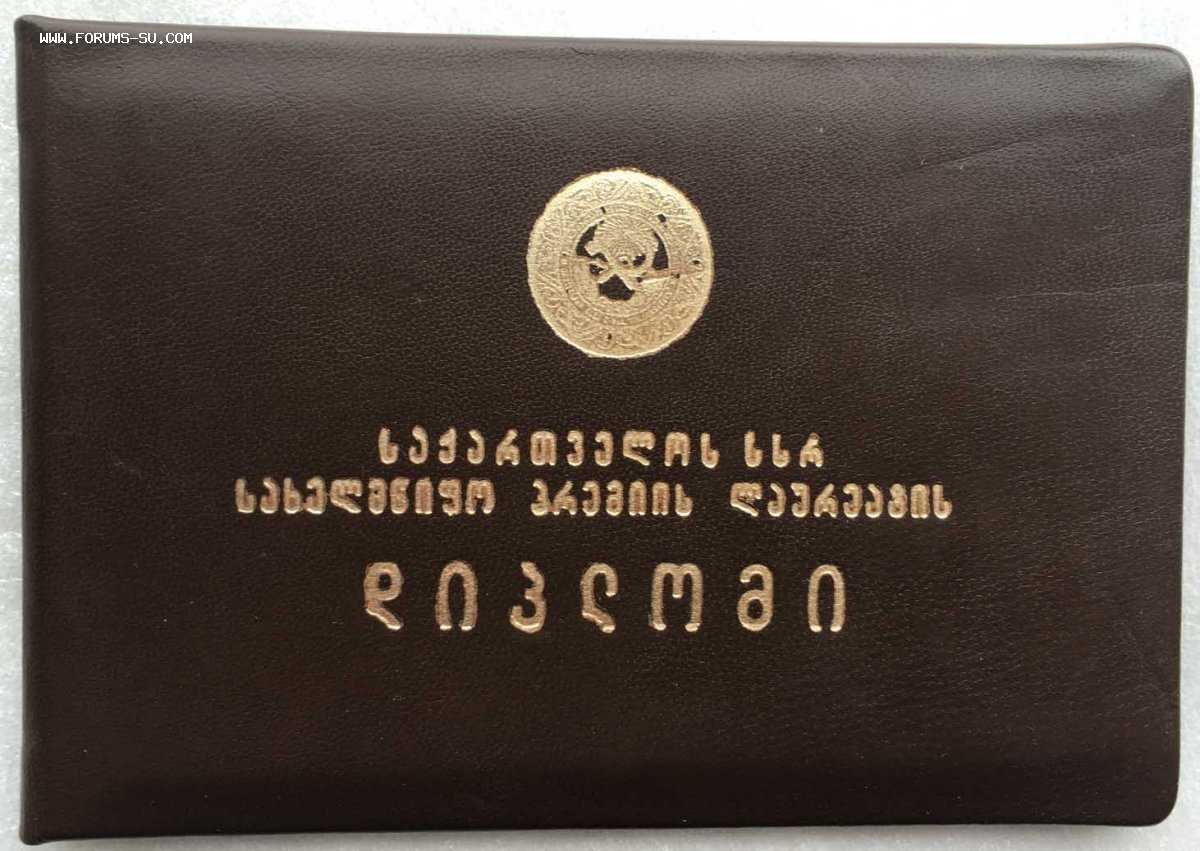 WWW.FORUMS-SU.COM
საქართველოს სსრ
სახელმწიფო პრემიის ლაურეატის
დიპლომი